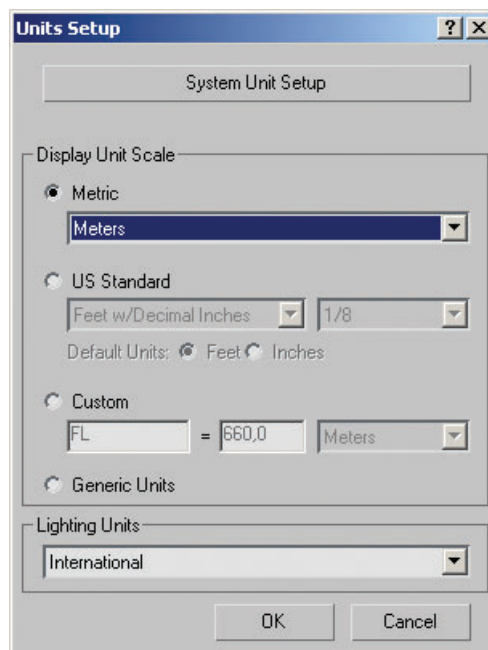 Units Setup
System Unit Setup
Display Unit Scale
Metric
Meters
US Standard
Feet w/Decimal Inches 1/8
Default Units: Feet Inches
Custom
FL = 660,0 Meters
Generic Units
Lighting Units
International
OK Cancel